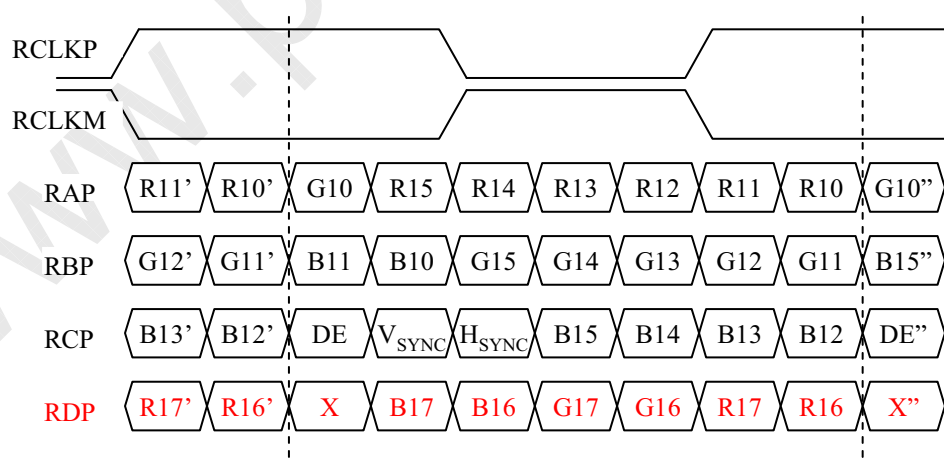 RCLKP
RCLKM
RAP R11’ R10’ G10 R15 R14 R13 R12 R11 R10 G10”
RBP G12’ G11’ B11 B10 G15 G14 G13 G12 G11 B15”
RCP B13’ B12’ DE VSYNC HSYNC B15 B14 B13 B12 DE”
RDP R17’ R16’ X B17 B16 G17 G16 R17 R16 X”